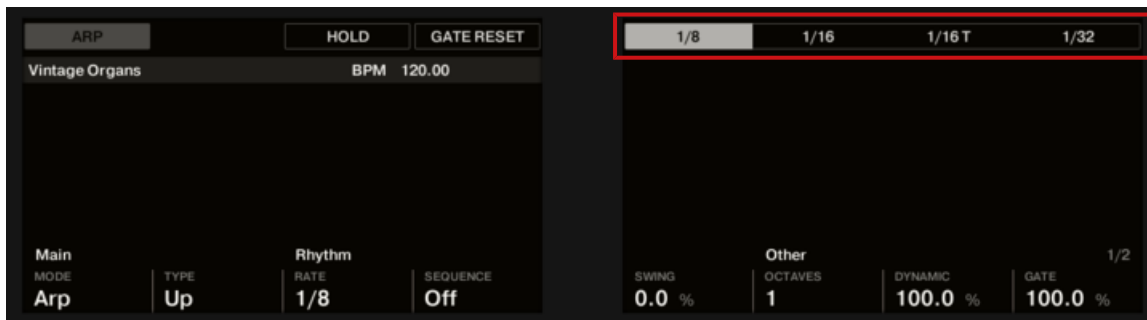 ARP HOLD GATE RESET 1/8 1/16 1/16 T 1/32
Vintage Organs BPM 120.00
Main Rhythm Other 1/2
MODE TYPE RATE SEQUENCE SWING OCTAVES DYNAMIC GATE
Arp Up 1/8 Off 0.0 % 1 100.0 % 100.0 %